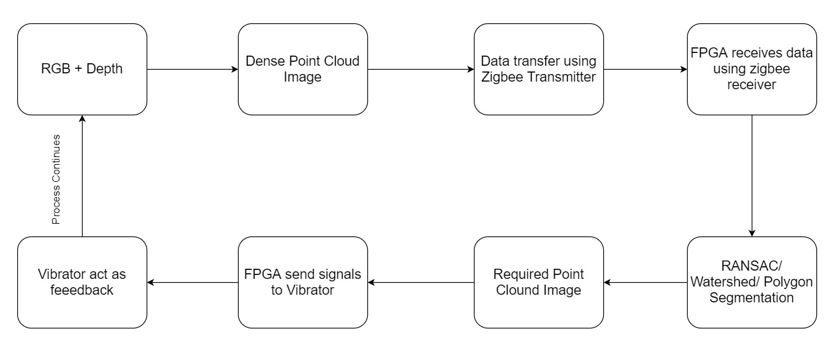 RGB + Depth
Dense Point Cloud
Image
Data transfer using
Zigbee Transmitter
FPGA receives data
using zigbee
receiver
Process Continues
Vibrator act as
feeedback
FPGA send signals
to Vibrator
Required Point
Clound Image
RANSAC/
Watershed/ Polygon
Segmentation